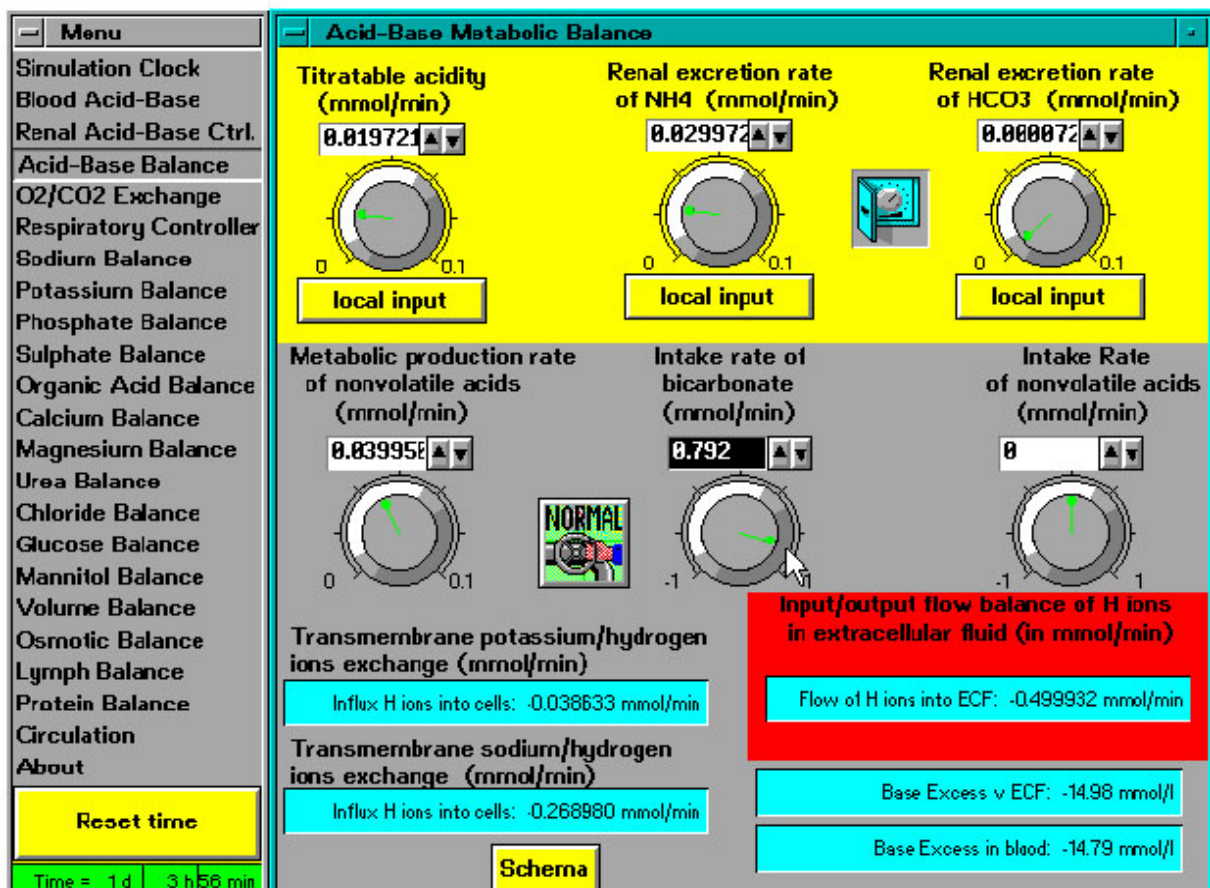 Menu
Simulation Clock
Blood Acid-Base
Renal Acid-Base Ctrl.
Acid-Base Balance
O2/CO2 Exchange
Respiratory Controller
Sodium Balance
Potassium Balance
Phosphate Balance
Sulphate Balance
Organic Acid Balance
Calcium Balance
Magnesium Balance
Urea Balance
Chloride Balance
Glucose Balance
Mannitol Balance
Volume Balance
Osmotic Balance
Lymph Balance
Protein Balance
Circulation
About
Reset time
Time = 1 d 3 h 56 min
Acid-Base Metabolic Balance
Titratable acidity
(mmol/min)
0.019721
0 0.1
local input
Renal excretion rate
of NH4 (mmol/min)
0.029972
0 0.1
local input
Renal excretion rate
of HCO3 (mmol/min)
0.000072
0 0.1
local input
Metabolic production rate
of nonvolatile acids
(mmol/min)
0.039958
0 0.1
NORMAL
Intake rate of
bicarbonate
(mmol/min)
0.792
-1
Intake Rate
of nonvolatile acids
(mmol/min)
0
-1 1
Transmembrane potassium/hydrogen
ions exchange (mmol/min)
Influx H ions into cells: -0.038633 mmol/min
Transmembrane sodium/hydrogen
ions exchange (mmol/min)
Influx H ions into cells: -0.268980 mmol/min
Schema
Input/output flow balance of H ions
in extracellular fluid (in mmol/min)
Flow of H ions into ECF: -0.499932 mmol/min
Base Excess v ECF: -14.98 mmol/l
Base Excess in blood: -14.79 mmol/l